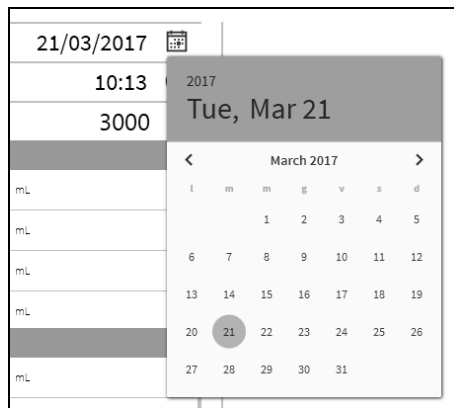 21/03/2017
10:13
3000
mL
mL
mL
mL
mL
2017
Tue, Mar 21
March 2017
l m m g v s d
1 2 3 4 5
6 7 8 9 10 11 12
13 14 15 16 17 18 19
20 21 22 23 24 25 26
27 28 29 30 31